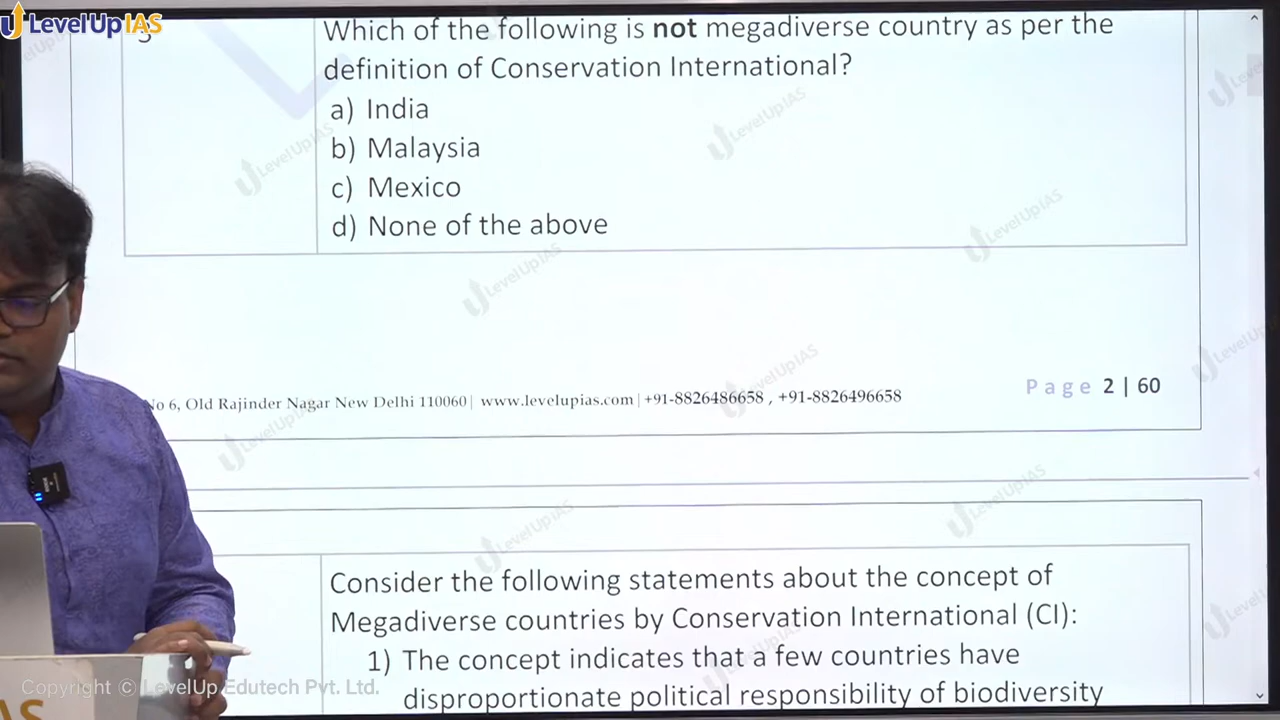 LevelUp IAS
Which of the following is not megadiverse country as per the
definition of Conservation International?
a) India
b) Malaysia
c) Mexico
d) None of the above
Page 2 | 60
No 6, Old Rajinder Nagar New Delhi 110060 | www.levelupias.com | +91-8826486658 , +91-8826496658
Consider the following statements about the concept of
Megadiverse countries by Conservation International (CI):
1) The concept indicates that a few countries have
disproportionate political responsibility of biodiversity
Copyright © LevelUp Edutech Pvt. Ltd.